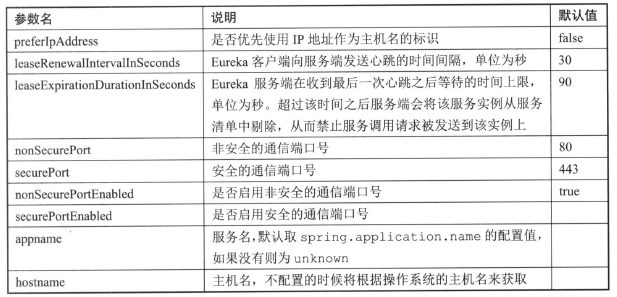 参数名 说明 默认值
preferIpAddress 是否优先使用 IP 地址作为主机名的标识 false
leaseRenewalIntervalInSeconds Eureka 客户端向服务端发送心跳的时间间隔，单位为秒 30
leaseExpirationDurationInSeconds Eureka 服务端在收到最后一次心跳之后等待的时间上限， 90
单位为秒。超过该时间之后服务端会将该服务实例从服务
清单中剔除，从而禁止服务调用请求被发送到该实例上
nonSecurePort 非安全的通信端口号 80
securePort 安全的通信端口号 443
nonSecurePortEnabled 是否启用非安全的通信端口号 true
securePortEnabled 是否启用安全的通信端口号
appname 服务名，默认取 spring.application.name 的配置值，
如果没有则为 unknown
hostname 主机名，不配置的时候将根据操作系统的主机名来获取